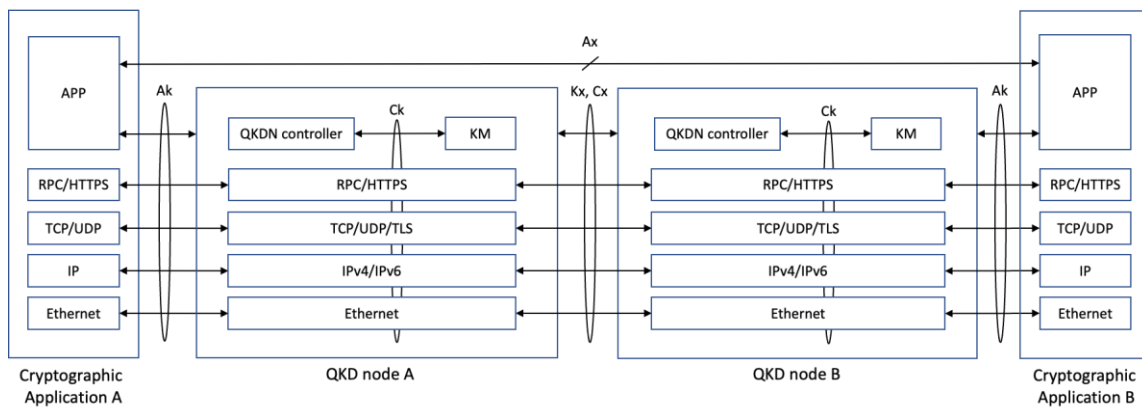 Ax
APP
Ak
Kx, Cx
Ak
APP
Ck
QKDN controller
KM
Ck
QKDN controller
KM
RPC/HTTPS
RPC/HTTPS
RPC/HTTPS
RPC/HTTPS
TCP/UDP
TCP/UDP/TLS
TCP/UDP/TLS
TCP/UDP
IP
IPv4/IPv6
IPv4/IPv6
IP
Ethernet
Ethernet
Ethernet
Ethernet
Cryptographic
Application A
QKD node A
QKD node B
Cryptographic
Application B